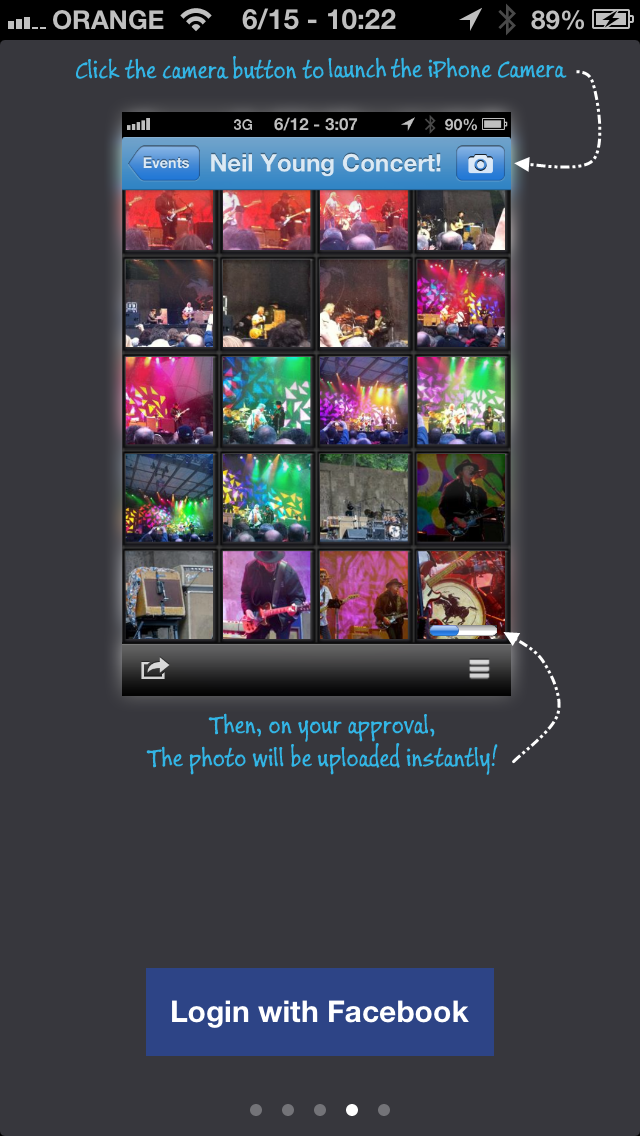 ORANGE 6/15 - 10:22 89%
Click the camera button to launch the iPhone Camera
3G 6/12 - 3:07 90%
Events Neil Young Concert!
Then, on your approval,
The photo will be uploaded instantly!
Login with Facebook